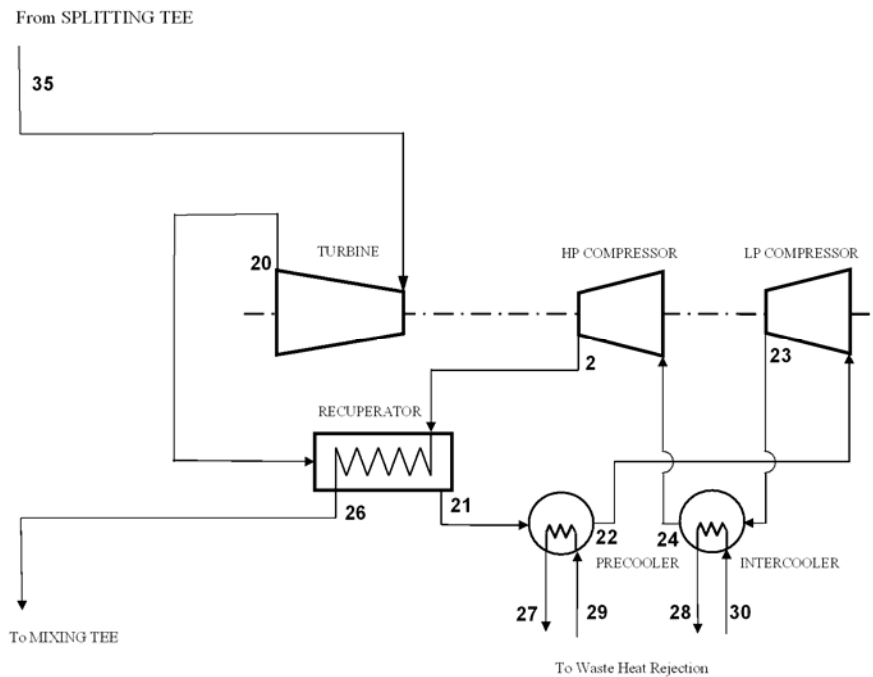 From SPLITTING TEE
35
TURBINE
HP COMPRESSOR
LP COMPRESSOR
20
2
23
RECUPERATOR
26
21
22
24
PRECOOLER
INTERCOOLER
27
29
28
30
To MIXING TEE
To Waste Heat Rejection